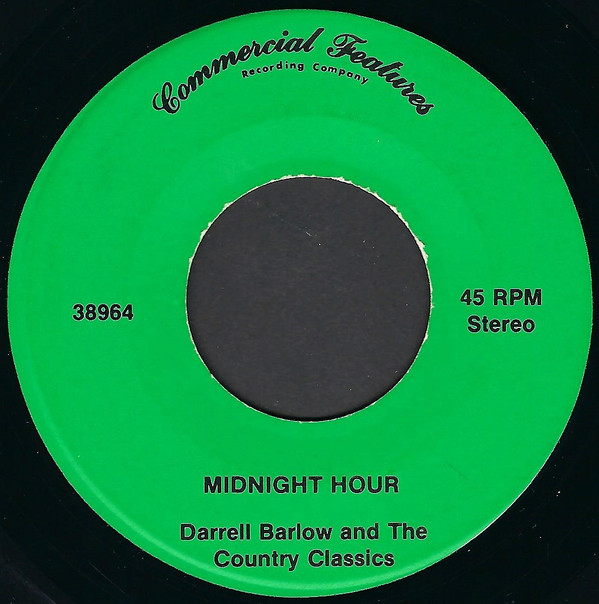 Commercial Features
Recording Company
38964
45 RPM
Stereo
MIDNIGHT HOUR
Darrell Barlow and The
Country Classics